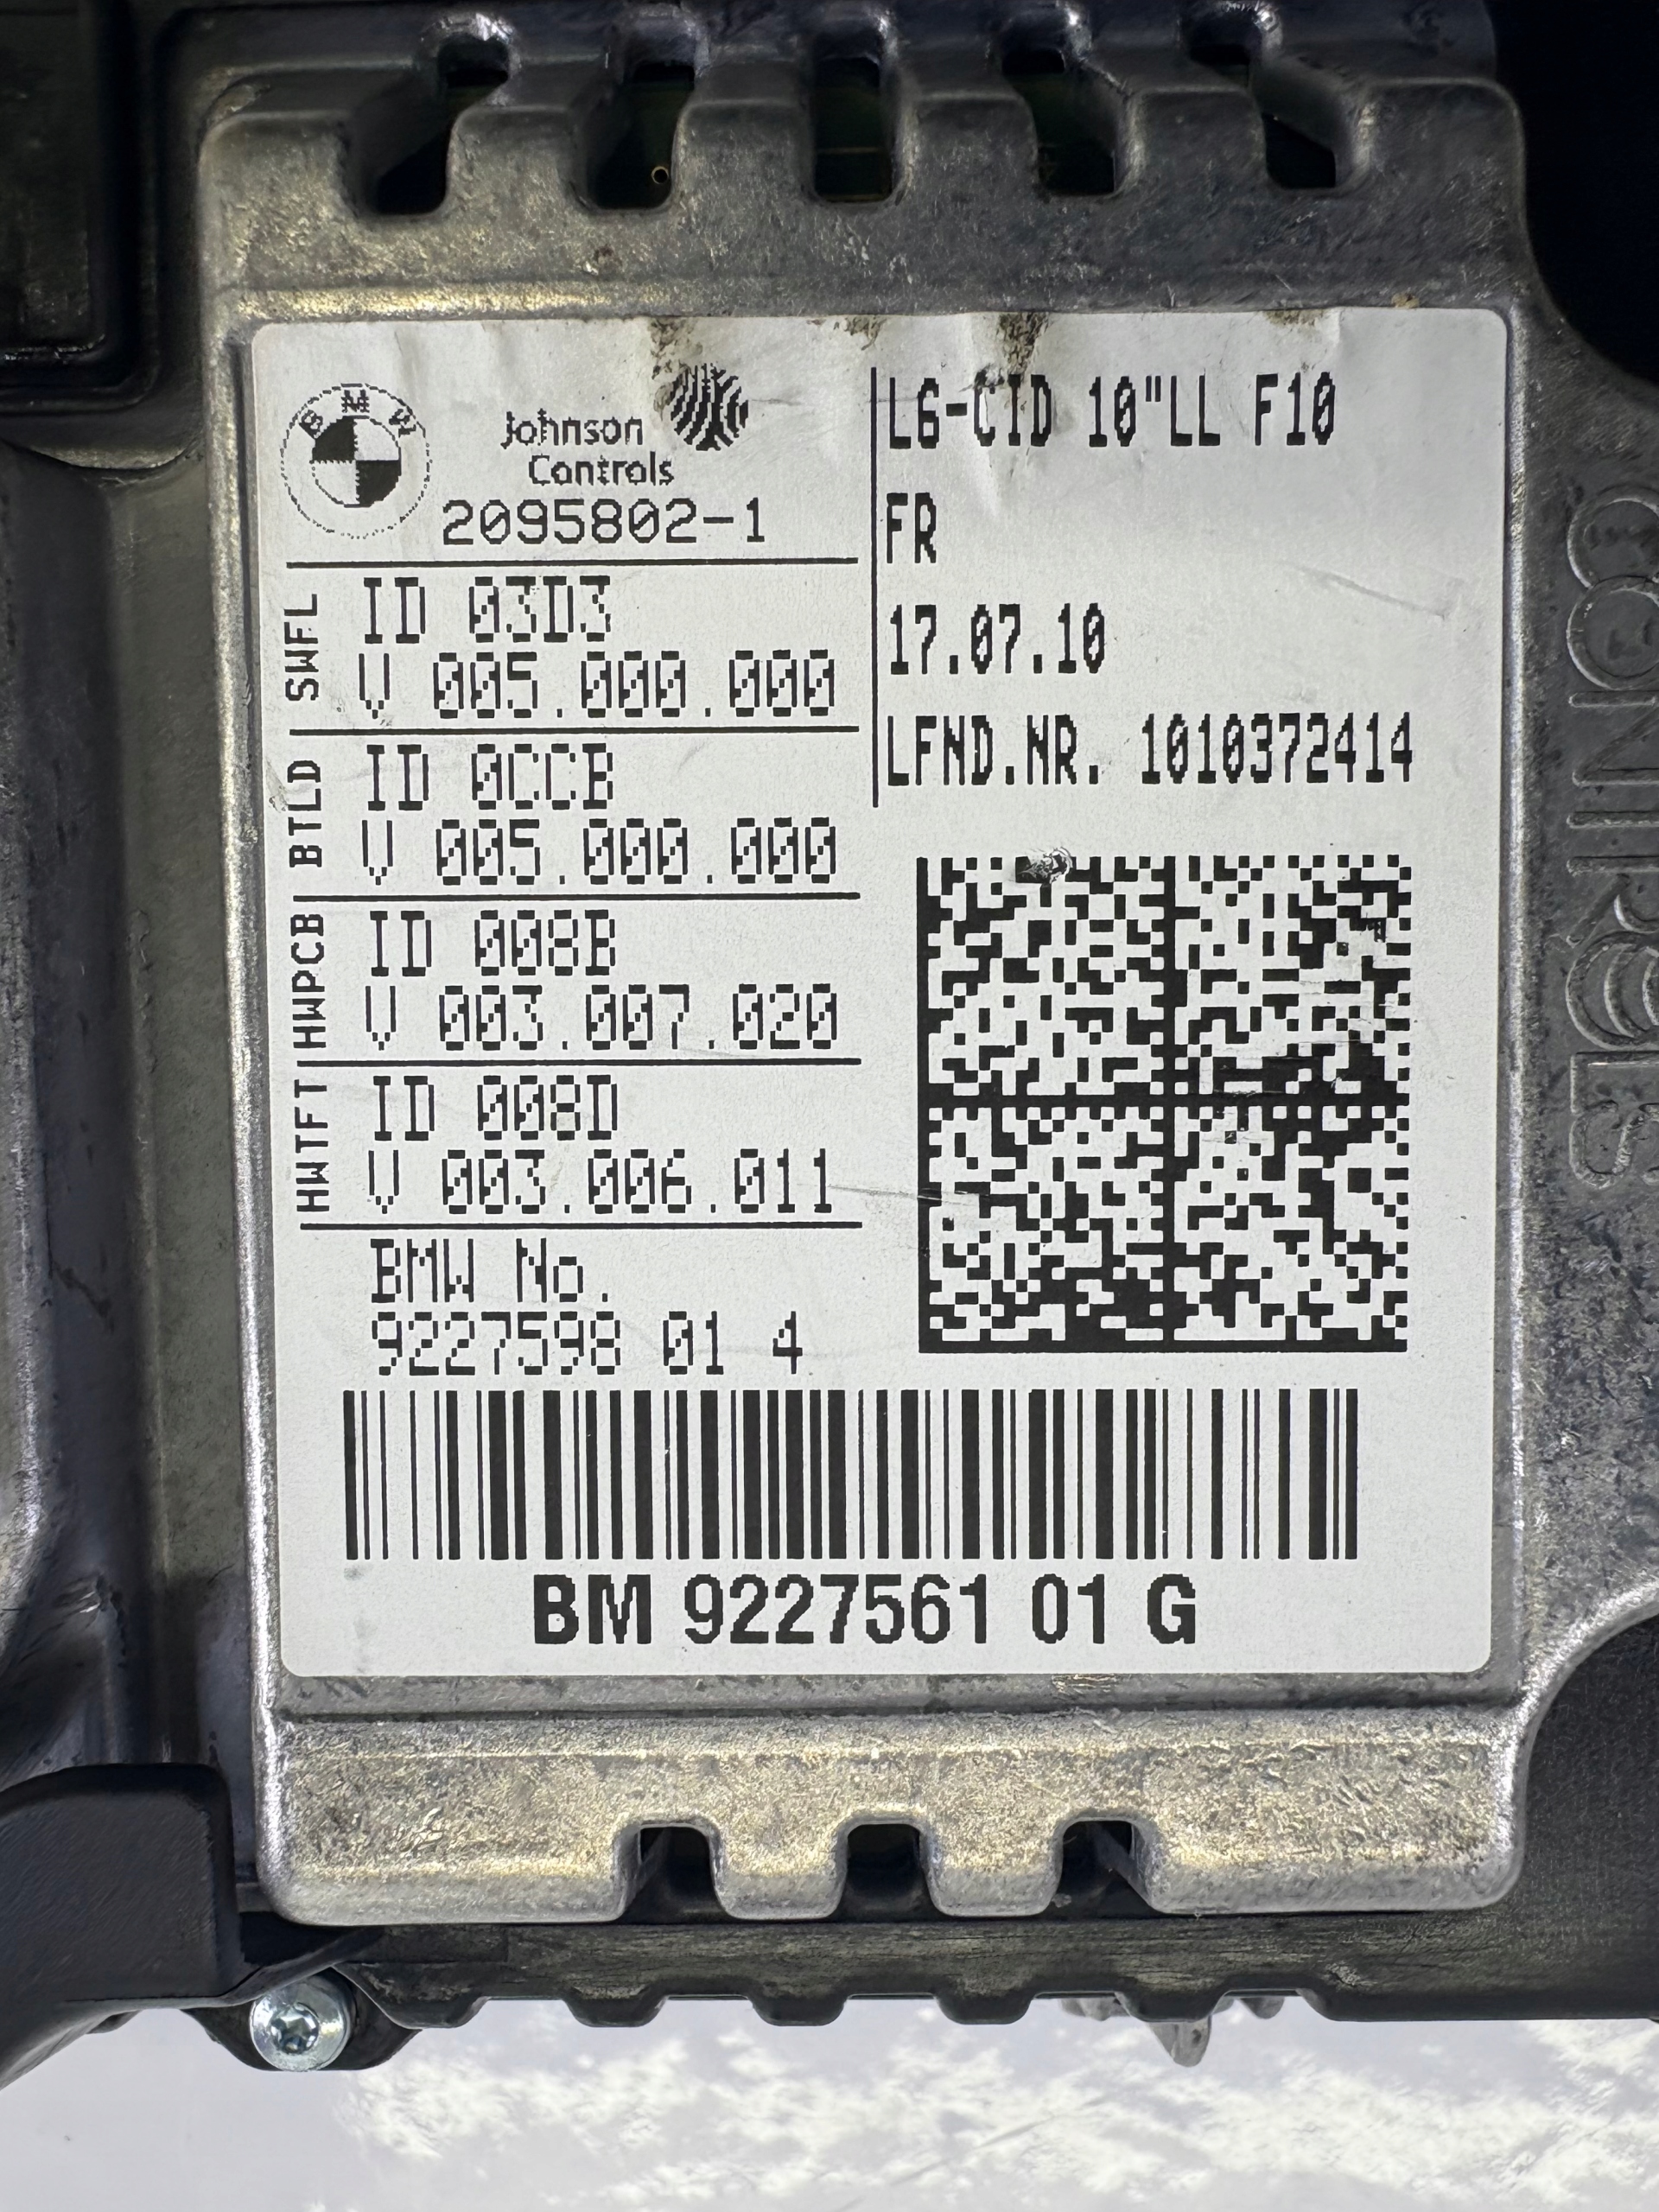 BMW
Johnson
Controls
2095802-1
SWFL
ID 03D3
V 005.000.000
BTLD
ID 0CCB
V 005.000.000
HWPCB
ID 008B
V 003.007.020
HWTFT
ID 008D
V 003.006.011
BMW No.
9227598 01 4
L6-CID 10"LL F10
FR
17.07.10
LFND.NR. 1010372414
BM 9227561 01 G
CONTROLS